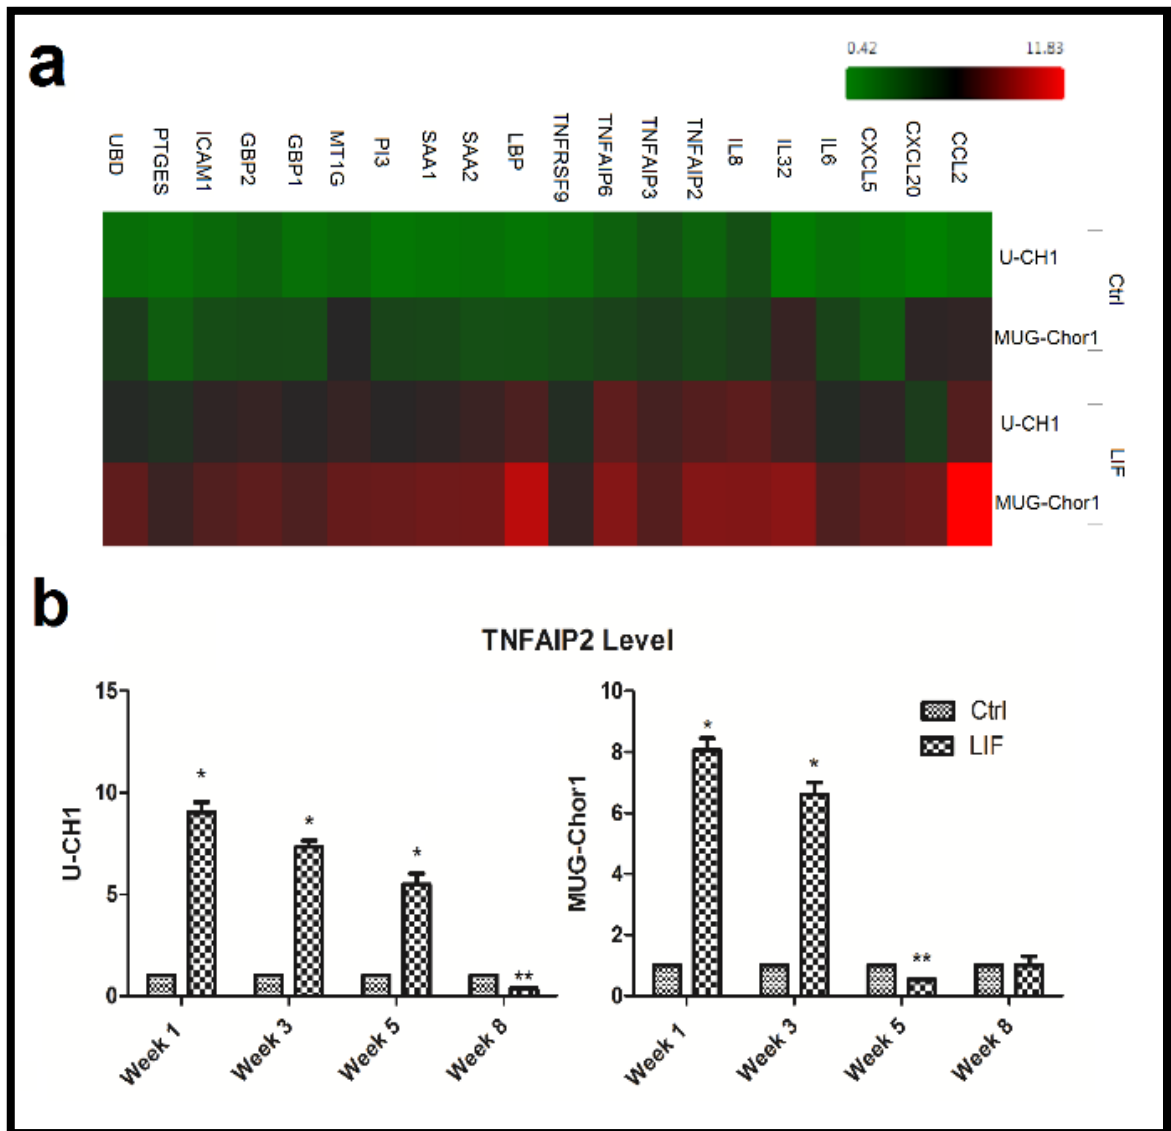 a
0.42 11.83
UBD PTGES ICAM1 GBP2 GBP1 MT1G PI3 SAA1 SAA2 LBP TNFRSF9 TNFAIP6 TNFAIP3 TNFAIP2 IL8 IL32 IL6 CXCL5 CXCL20 CCL2
U-CH1
MUG-Chor1
Ctrl
U-CH1
MUG-Chor1
LIF
b
TNFAIP2 Level
U-CH1
15
10
5
0
*
*
*
**
Week 1 Week 3 Week 5 Week 8
MUG-Chor1
10
8
6
4
2
0
*
*
**
Ctrl
LIF
Week 1 Week 3 Week 5 Week 8